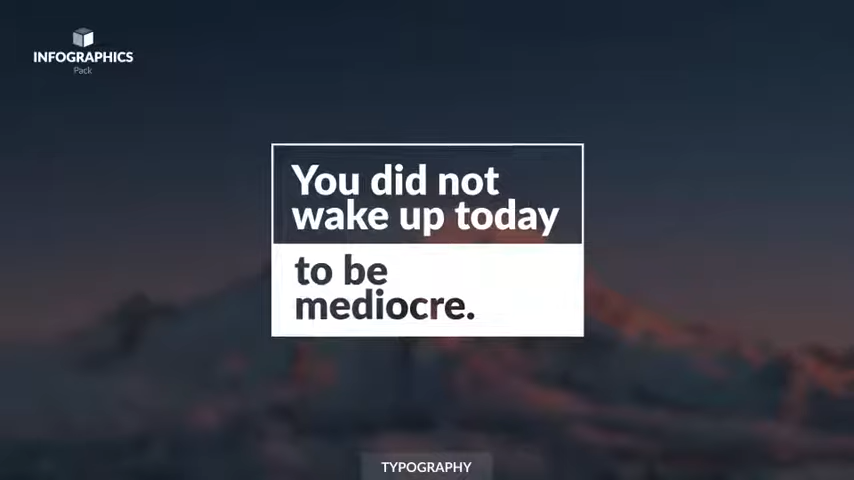 INFOGRAPHICS
Pack
You did not
wake up today
to be
mediocre.
TYPOGRAPHY